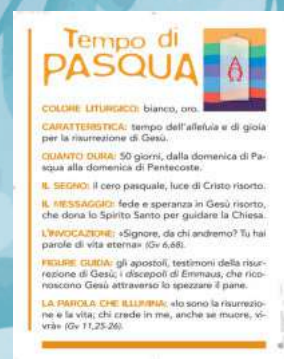 Tempo di
PASQUA
COLORE LITURGICO: bianco, oro.
CARATTERISTICA: tempo dell'alleluia e di gioia
per la risurrezione di Gesù.
QUANTO DURA: 50 giorni, dalla domenica di Pa-
squa alla domenica di Pentecoste.
IL SEGNO: il cero pasquale, luce di Cristo risorto.
IL MESSAGGIO: fede e speranza in Gesù risorto,
che dona lo Spirito Santo per guidare la Chiesa.
L'INVOCAZIONE: «Signore, da chi andremo? Tu hai
parole di vita eterna» (Gv 6,68).
FIGURE GUIDA: gli apostoli, testimoni della risur-
rezione di Gesù; i discepoli di Emmaus, che rico-
noscono Gesù attraverso lo spezzare il pane.
LA PAROLA CHE ILLUMINA: «Io sono la risurrezio-
ne e la vita; chi crede in me, anche se muore, vi-
vrà» (Gv 11,25-26).